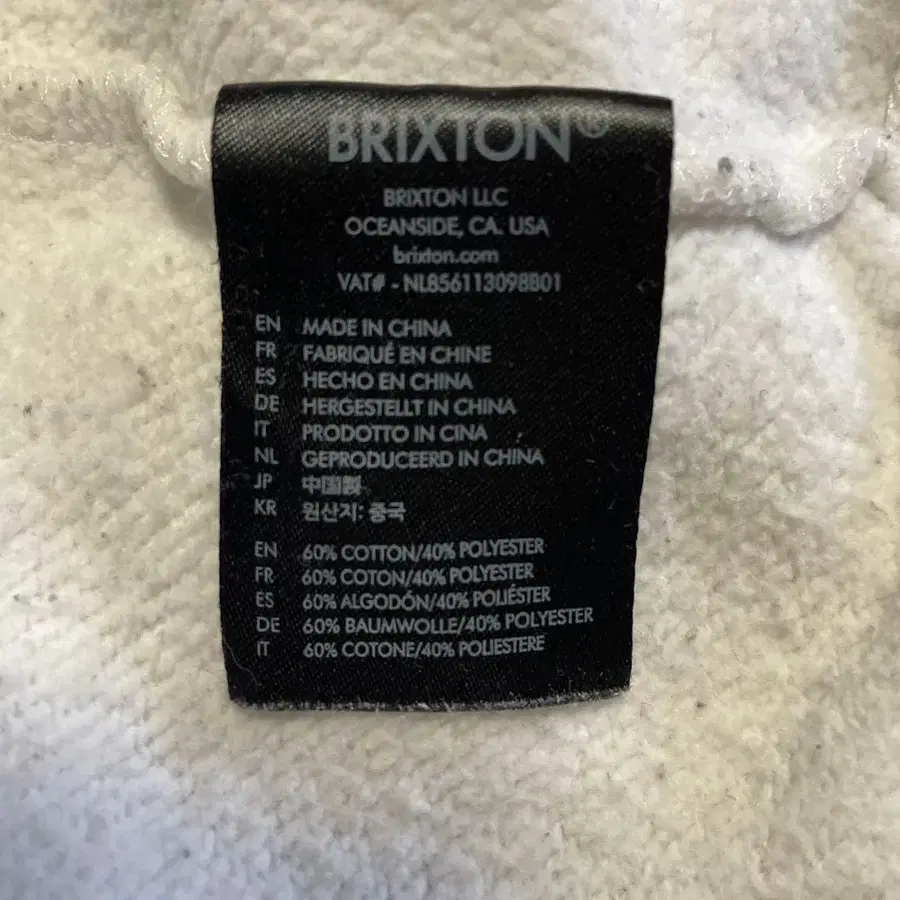 BRIXTON®
BRIXTON LLC
OCEANSIDE, CA. USA
brixton.com
VAT# - NL856113098B01
EN MADE IN CHINA
FR FABRIQUÉ EN CHINE
ES HECHO EN CHINA
DE HERGESTELLT IN CHINA
IT PRODOTTO IN CINA
NL GEPRODUCEERD IN CHINA
JP 中国製
KR 원산지: 중국
EN 60% COTTON/40% POLYESTER
FR 60% COTON/40% POLYESTER
ES 60% ALGODÓN/40% POLIÉSTER
DE 60% BAUMWOLLE/40% POLYESTER
IT 60% COTONE/40% POLIESTERE